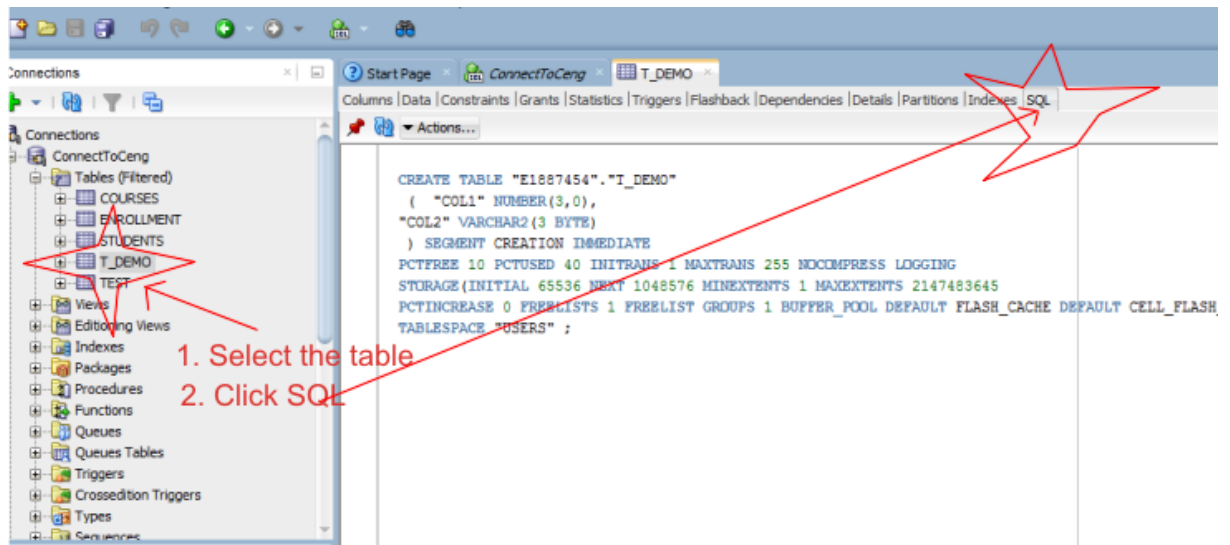 Connections
Connections
ConnectToCeng
Tables (Filtered)
COURSES
ENROLLMENT
STUDENTS
T_DEMO
TEST
Views
Editioning Views
Indexes
Packages
Procedures
Functions
Queues
Queues Tables
Triggers
Crossedition Triggers
Types
Sequences
1. Select the table
2. Click SQL
Start Page ConnectToCeng T_DEMO
Columns |Data |Constraints |Grants |Statistics |Triggers |Flashback |Dependencies |Details |Partitions |Indexes |SQL
Actions...
CREATE TABLE "E1887454"."T_DEMO"
( "COL1" NUMBER(3,0),
"COL2" VARCHAR2(3 BYTE)
) SEGMENT CREATION IMMEDIATE
PCTFREE 10 PCTUSED 40 INITRANS 1 MAXTRANS 255 NOCOMPRESS LOGGING
STORAGE(INITIAL 65536 NEXT 1048576 MINEXTENTS 1 MAXEXTENTS 2147483645
PCTINCREASE 0 FREELISTS 1 FREELIST GROUPS 1 BUFFER_POOL DEFAULT FLASH_CACHE DEFAULT CELL_FLASH_
TABLESPACE "USERS" ;